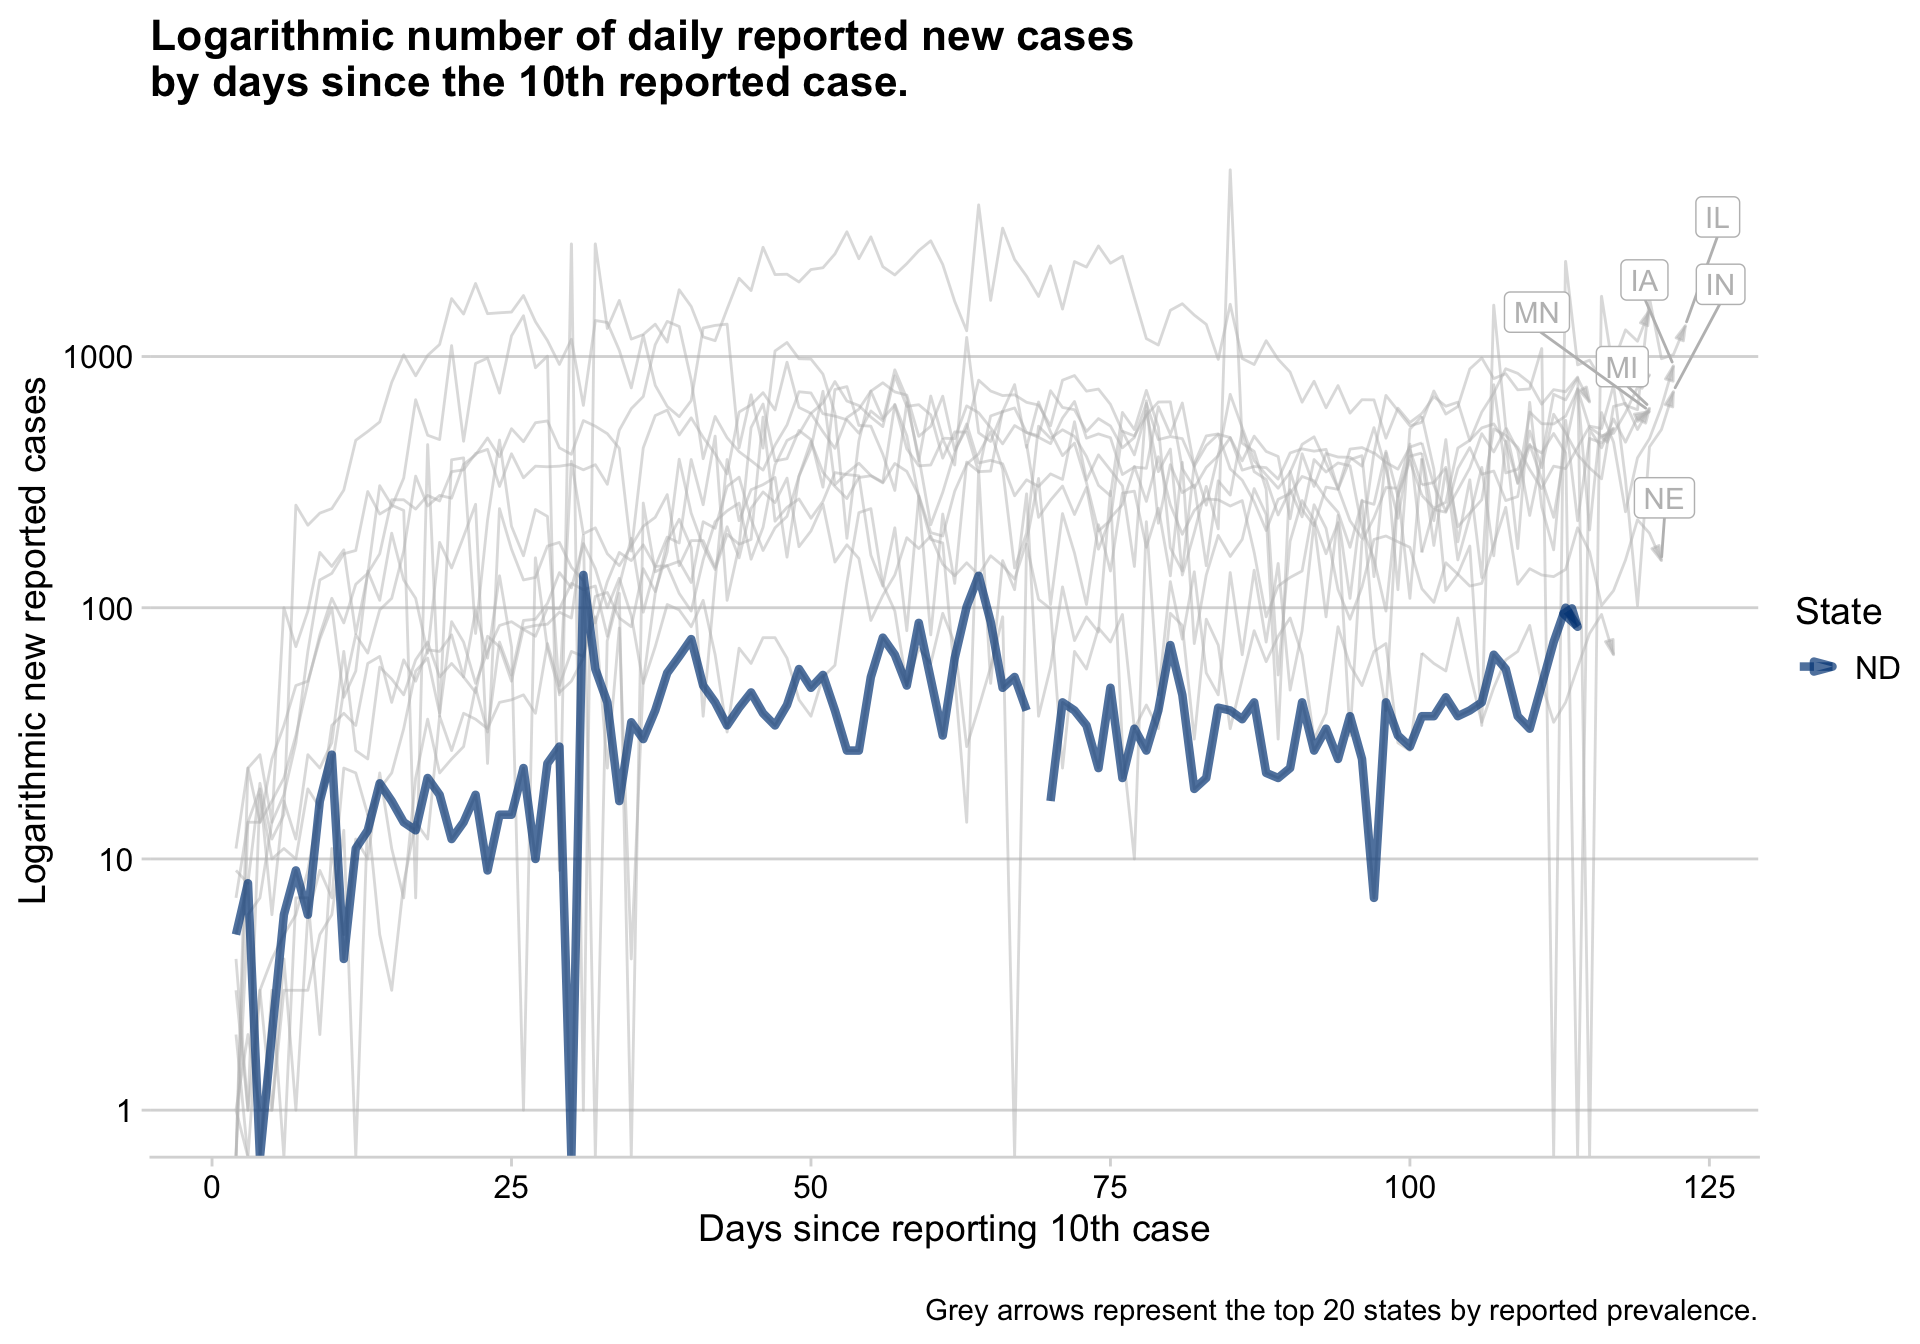 Logarithmic number of daily reported new cases
by days since the 10th reported case.
Logarithmic new reported cases
1000
100
10
1
IL
IA
IN
MN
MI
NE
State
ND
0
25
50
75
100
125
Days since reporting 10th case
Grey arrows represent the top 20 states by reported prevalence.